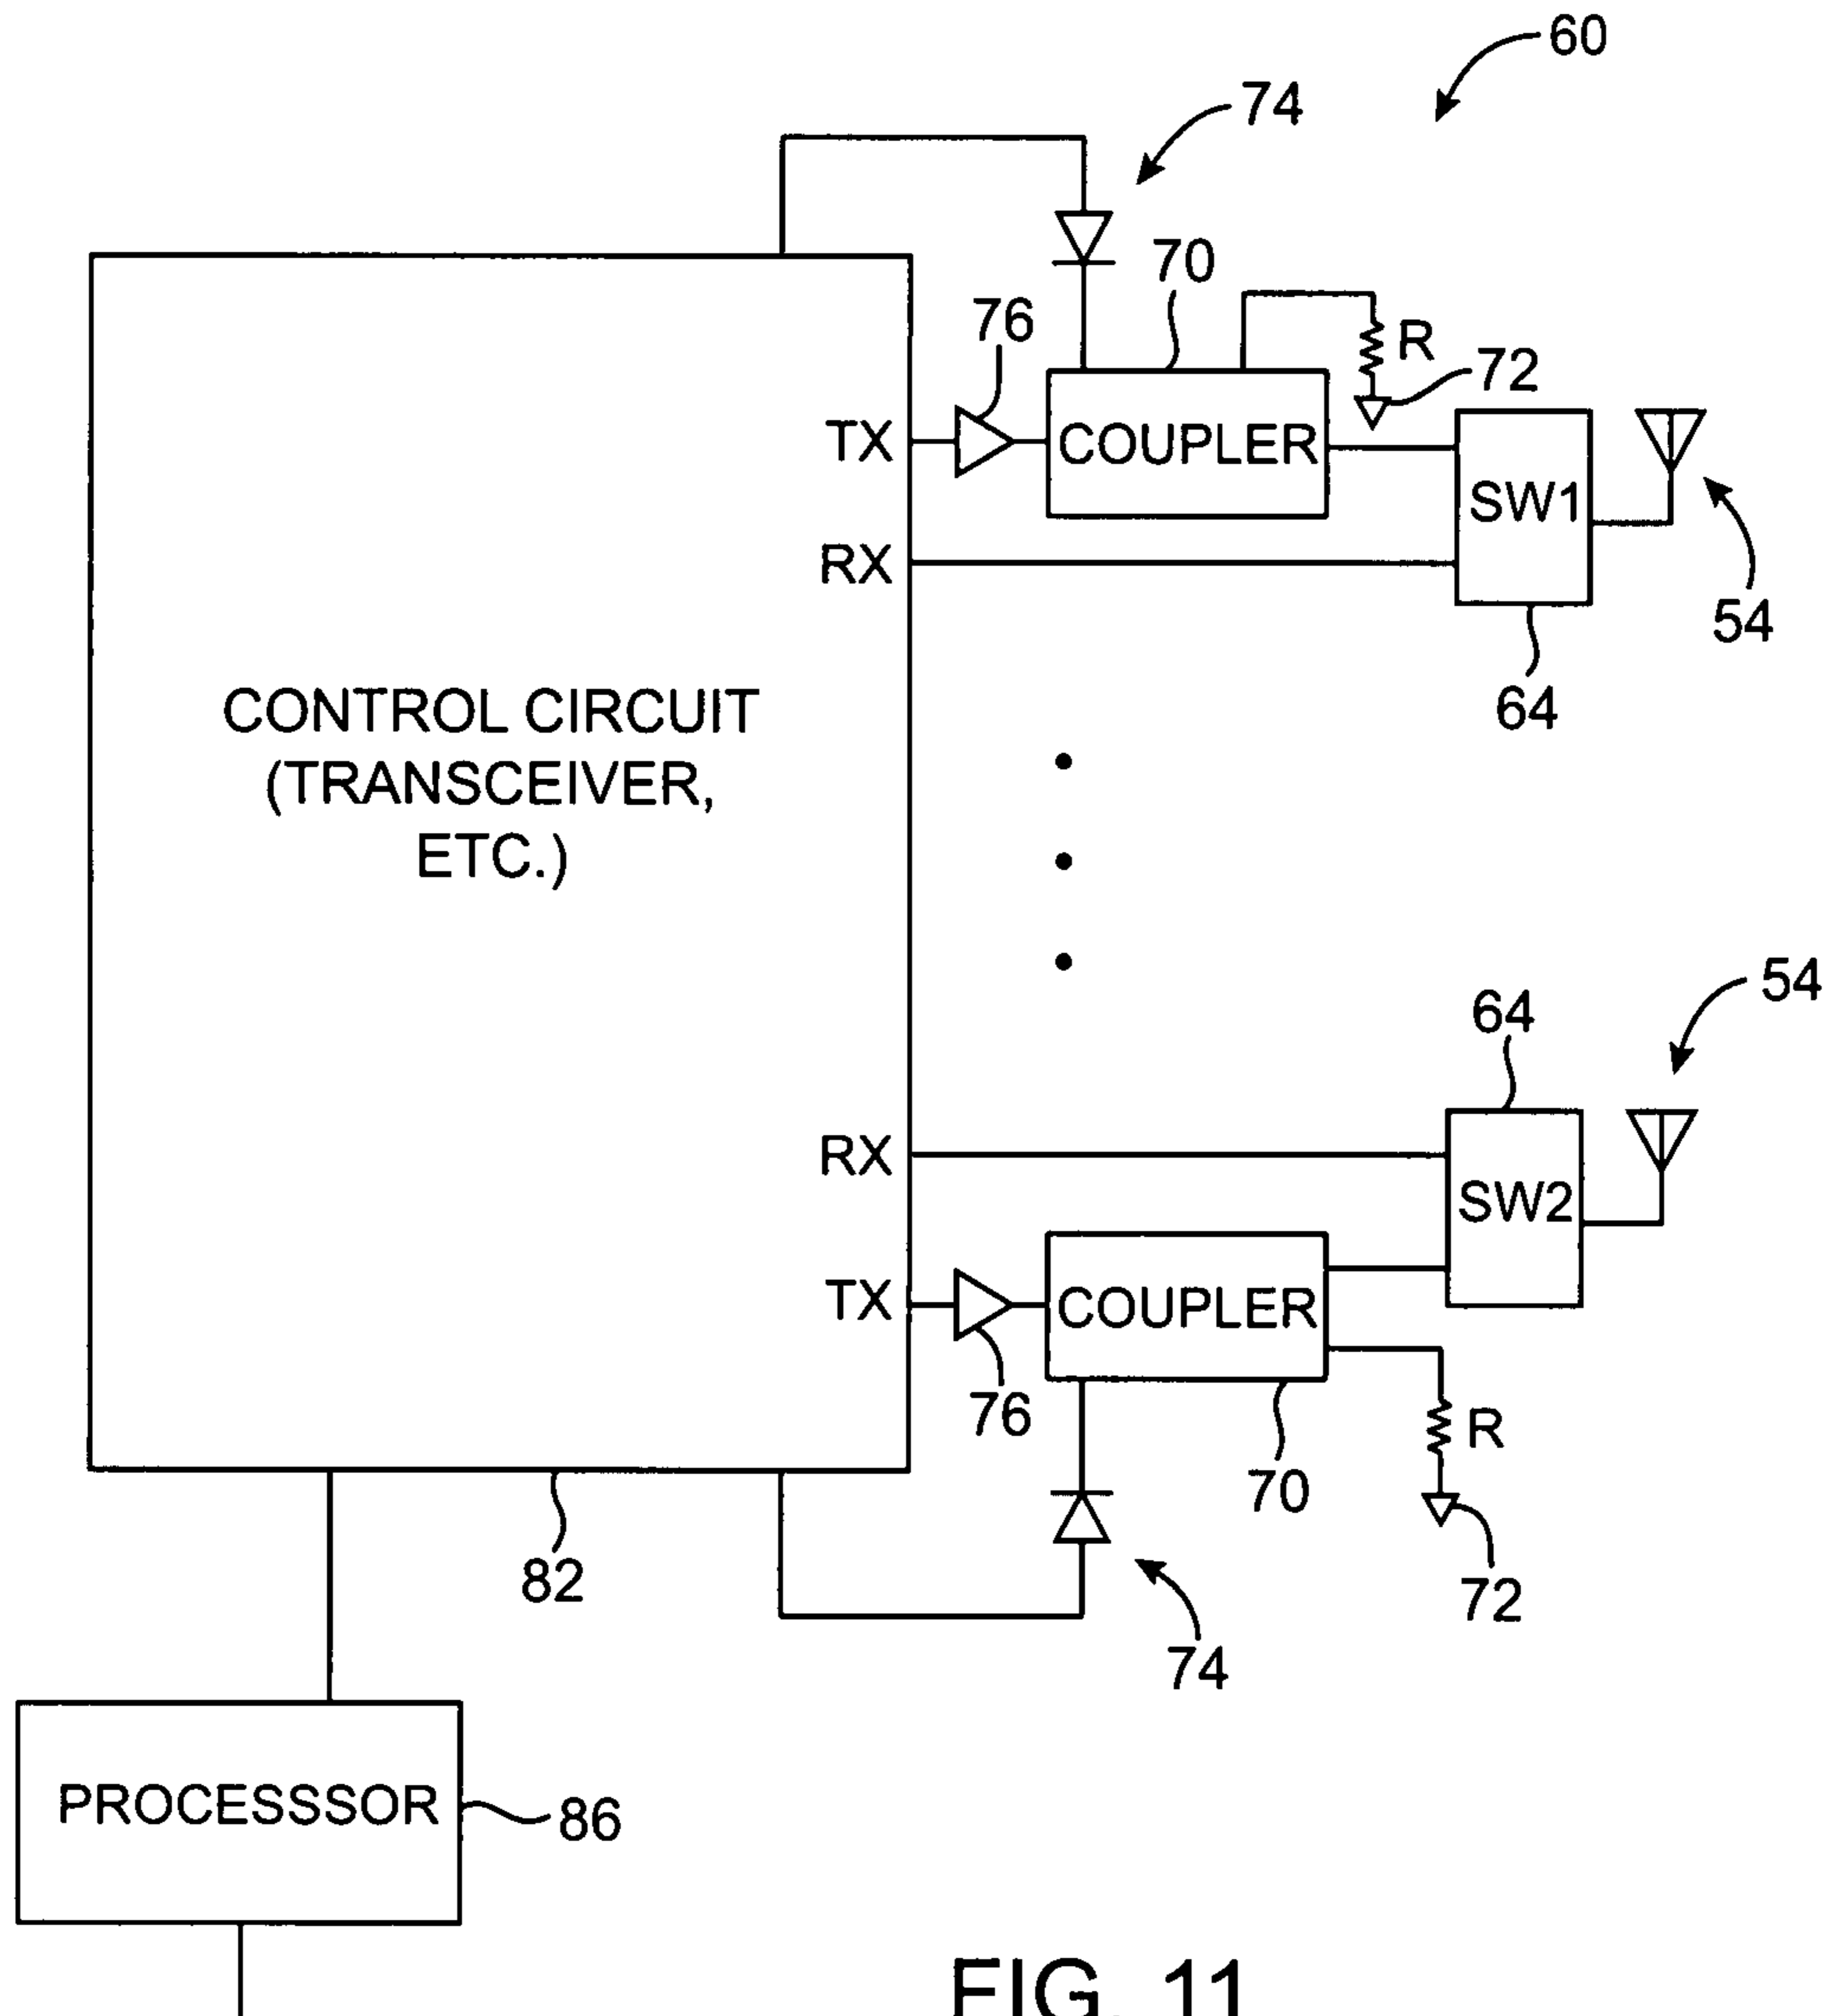 60
74
70
76
R
72
TX
COUPLER
SW1
RX
54
64
CONTROL CIRCUIT
(TRANSCEIVER,
ETC.)
54
64
RX
SW2
TX
COUPLER
76
R
70
82
72
74
PROCESSSOR
86
FIG. 11